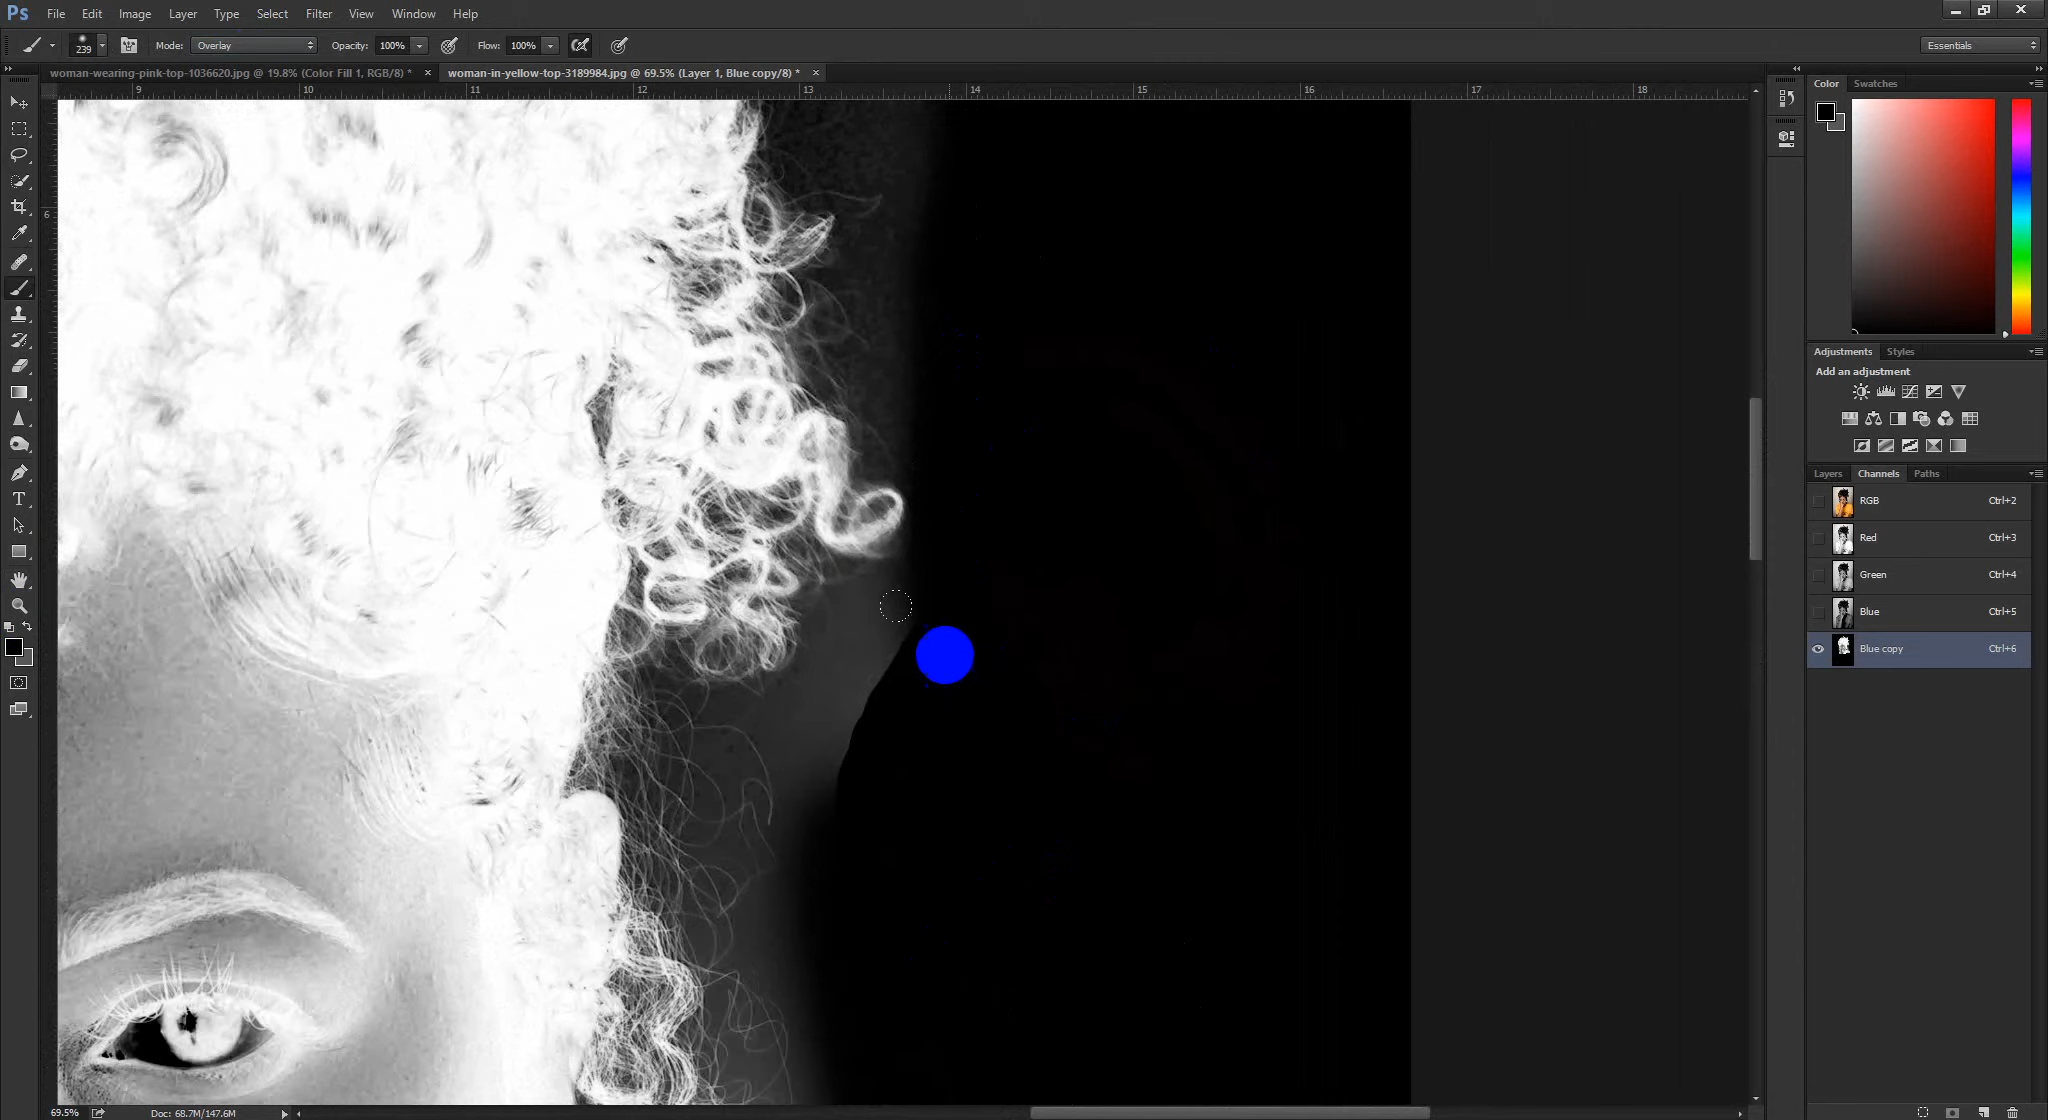 Ps File Edit Image Layer Type Select Filter View Window Help
239 Mode: Overlay Opacity: 100% Flow: 100% Essentials
woman-wearing-pink-top-1036620.jpg @ 19.8% (Color Fill 1, RGB/8) * × woman-in-yellow-top-3189984.jpg @ 69.5% (Layer 1, Blue copy/8) * ×
9 10 11 12 13 14 15 16 17 18
6
Color Swatches
Adjustments Styles
Add an adjustment
Layers Channels Paths
RGB Ctrl+2
Red Ctrl+3
Green Ctrl+4
Blue Ctrl+5
Blue copy Ctrl+6
T
69.5% Doc: 68.7M/147.6M